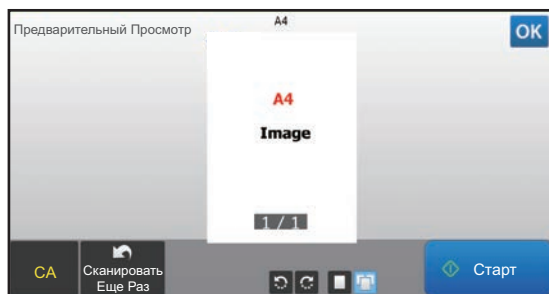 Предварительный Просмотр
A4
OK
A4
Image
1 / 1
CA
Сканировать
Еще Раз
Старт